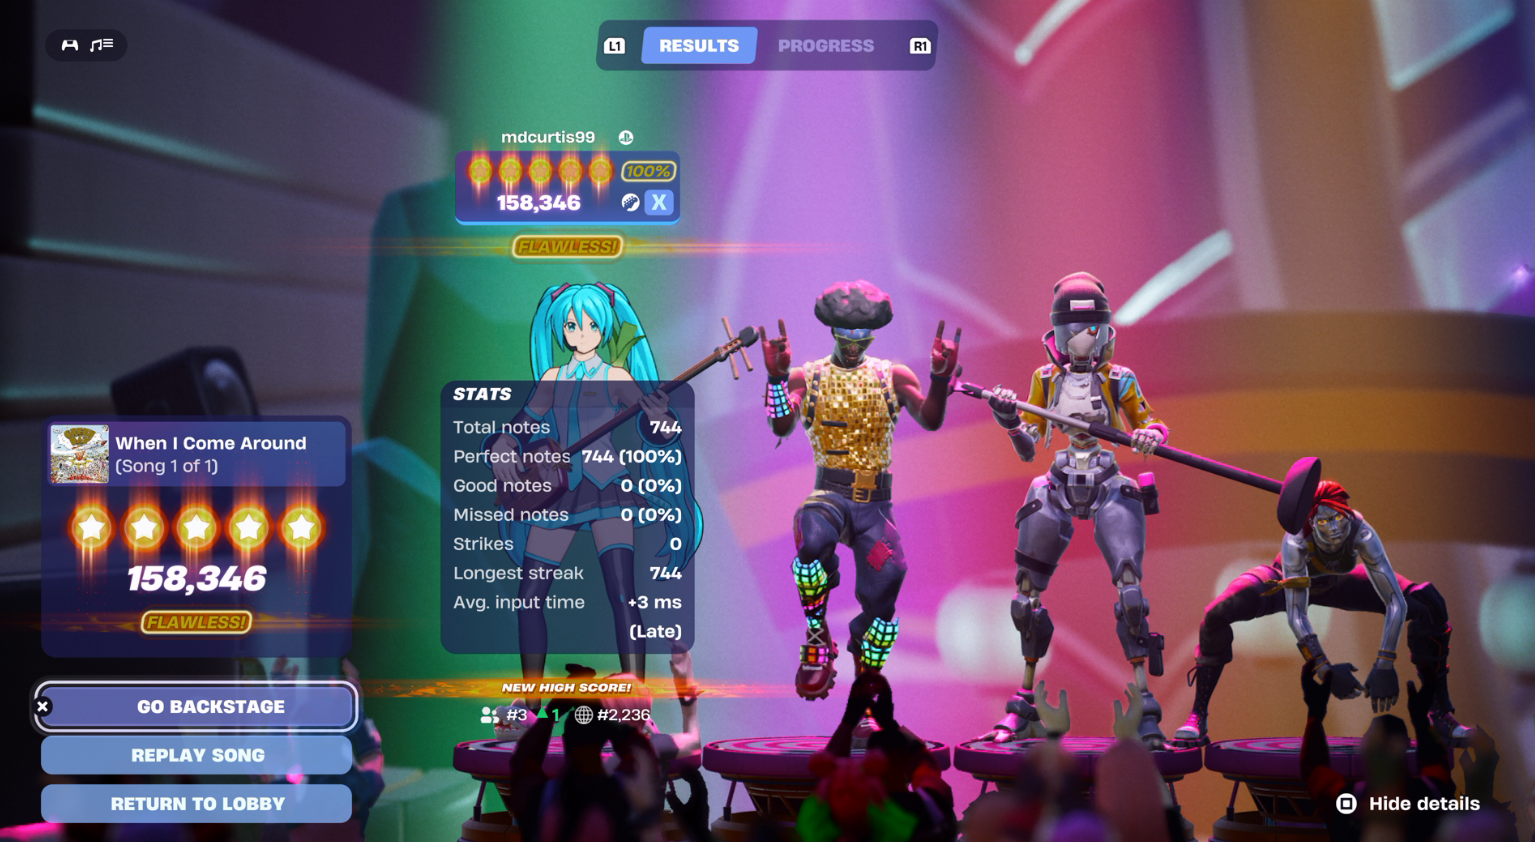 L1
RESULTS
PROGRESS
R1
mdcurtis99
100%
158,346
X
FLAWLESS!
STATS
Total notes 744
Perfect notes 744 (100%)
Good notes 0 (0%)
Missed notes 0 (0%)
Strikes 0
Longest streak 744
Avg. input time +3 ms
(Late)
NEW HIGH SCORE!
#3 1 #2,236
When I Come Around
(Song 1 of 1)
158,346
FLAWLESS!
GO BACKSTAGE
REPLAY SONG
RETURN TO LOBBY
Hide details